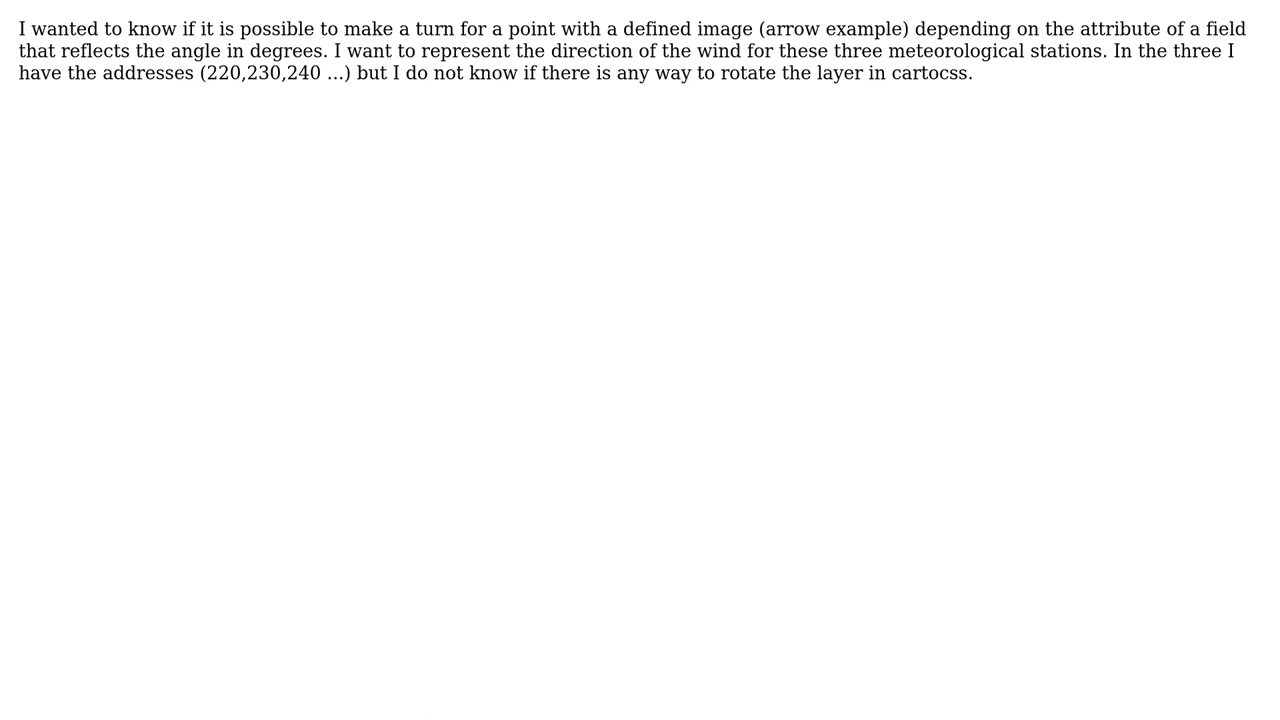 I wanted to know if it is possible to make a turn for a point with a defined image (arrow example) depending on the attribute of a field
that reflects the angle in degrees. I want to represent the direction of the wind for these three meteorological stations. In the three I
have the addresses (220,230,240 ...) but I do not know if there is any way to rotate the layer in cartocss.